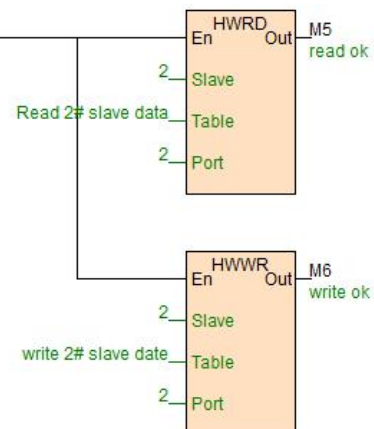 HWRD
En Out M5
read ok
2 Slave
Read 2# slave data Table
2 Port
HWWR
En Out M6
write ok
2 Slave
write 2# slave date Table
2 Port